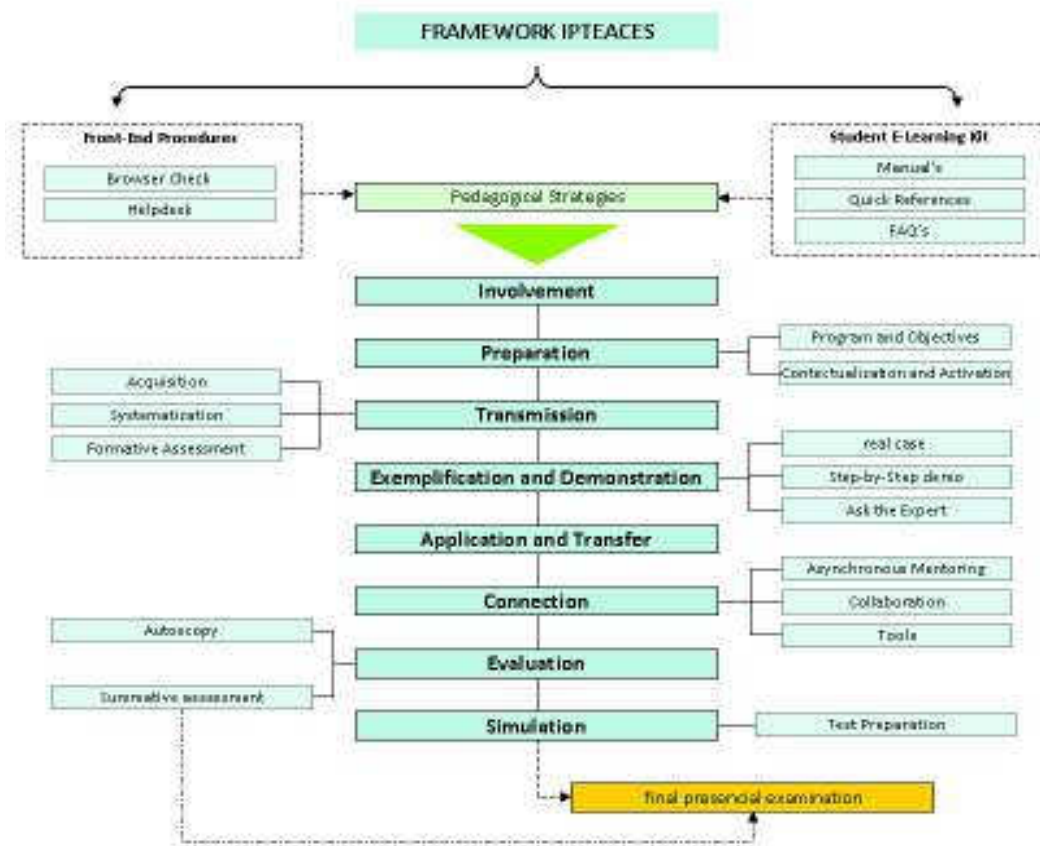 FRAMEWORK IPTEACES
Front-End Procedures
Browser Check
Helpdesk
Student E-Learning Kit
Manual's
Quick References
FAQ's
Pedagogical Strategies
Involvement
Preparation
Program and Objectives
Contectualization and Activation
Acquisition
Systematization
Formative Assessment
Transmission
Exemplification and Demonstration
real case
Step-by-Step demo
Ask the Expert
Application and Transfer
Connection
Asynchronous Mentoring
Collaboration
Tools
Autoscopy
Summative assessment
Evaluation
Simulation
Test Preparation
final presencial examination